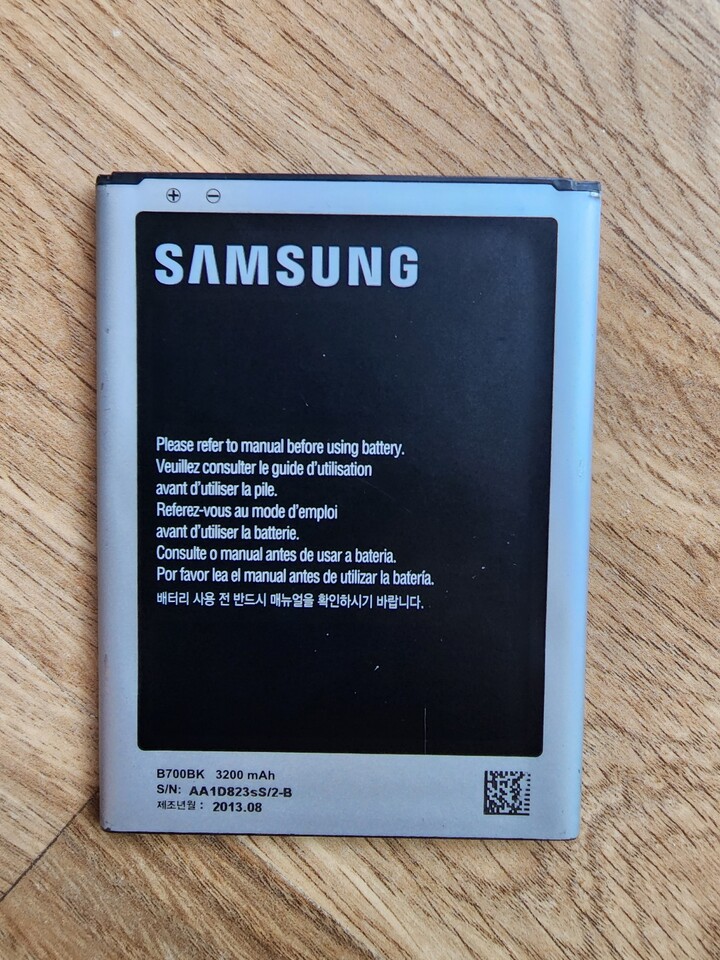 + -
SAMSUNG
Please refer to manual before using battery.
Veuillez consulter le guide d'utilisation
avant d'utiliser la pile.
Referez-vous au mode d'emploi
avant d'utiliser la batterie.
Consulte o manual antes de usar a bateria.
Por favor lea el manual antes de utilizar la batería.
배터리 사용 전 반드시 매뉴얼을 확인하시기 바랍니다.
B700BK 3200 mAh
S/N: AA1D823sS/2-B
제조년월 : 2013.08